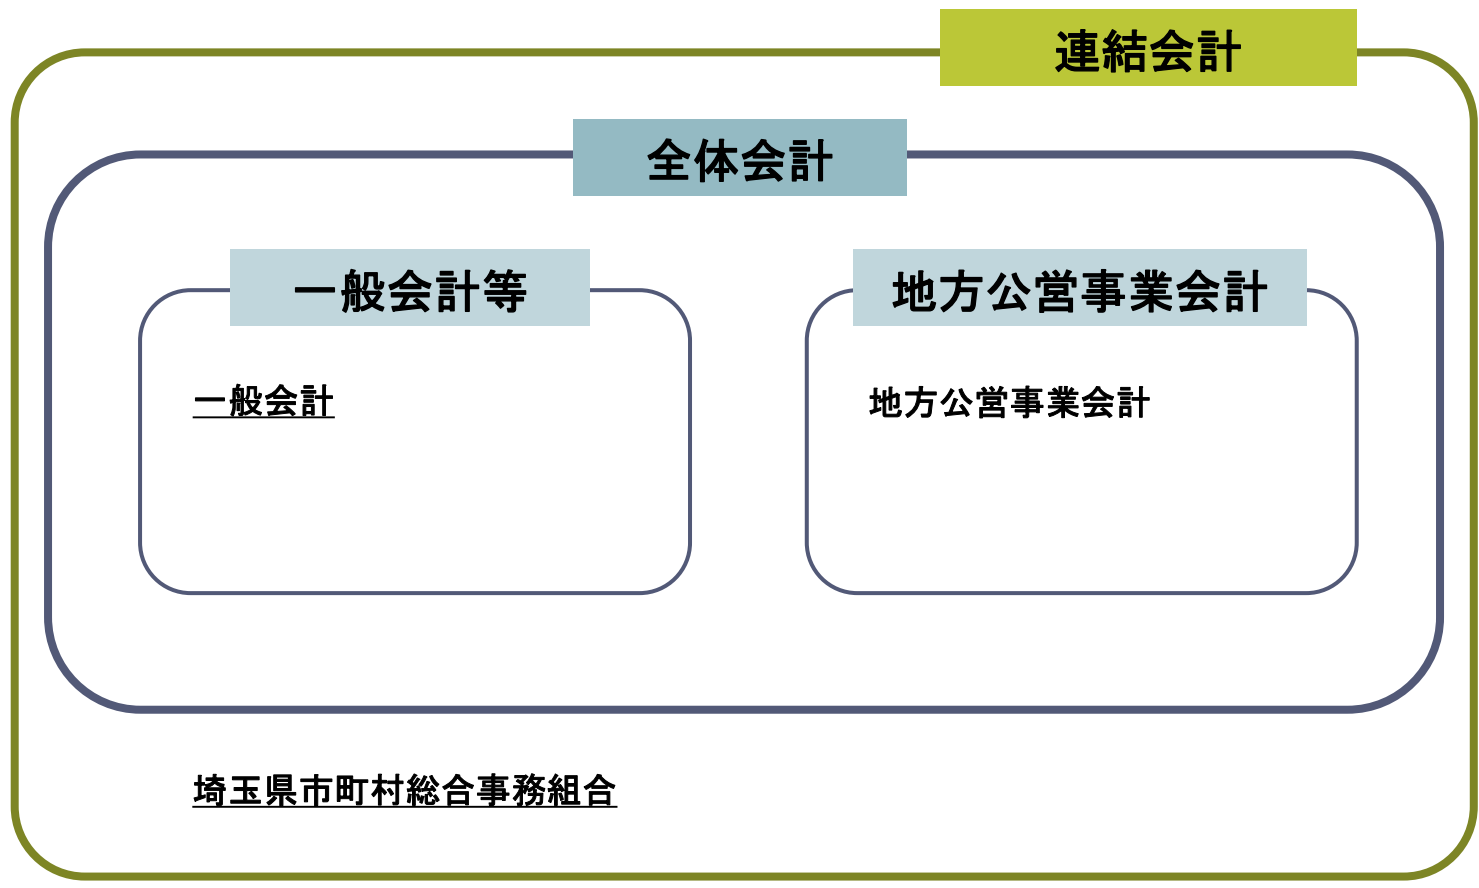 連結会計
全体会計
一般会計等
地方公営事業会計
一般会計
地方公営事業会計
埼玉県市町村総合事務組合